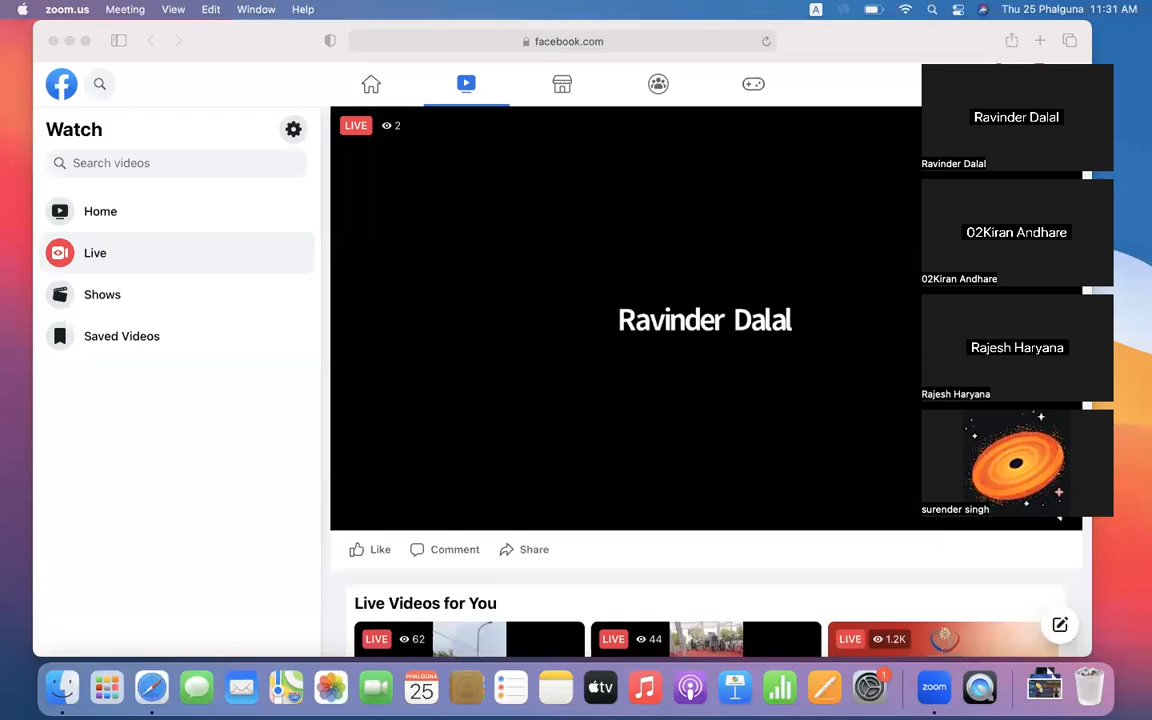 zoom.us Meeting View Edit Window Help A Thu 25 Phalguna 11:31 AM
facebook.com
Watch
Search videos
Home
Live
Shows
Saved Videos
LIVE 2
Ravinder Dalal
Ravinder Dalal
Ravinder Dalal
02Kiran Andhare
02Kiran Andhare
Rajesh Haryana
Rajesh Haryana
surender singh
Like Comment Share
Live Videos for You
LIVE 62
LIVE 44
LIVE 1.2K
PHALGUNA
25
tv
1
zoom